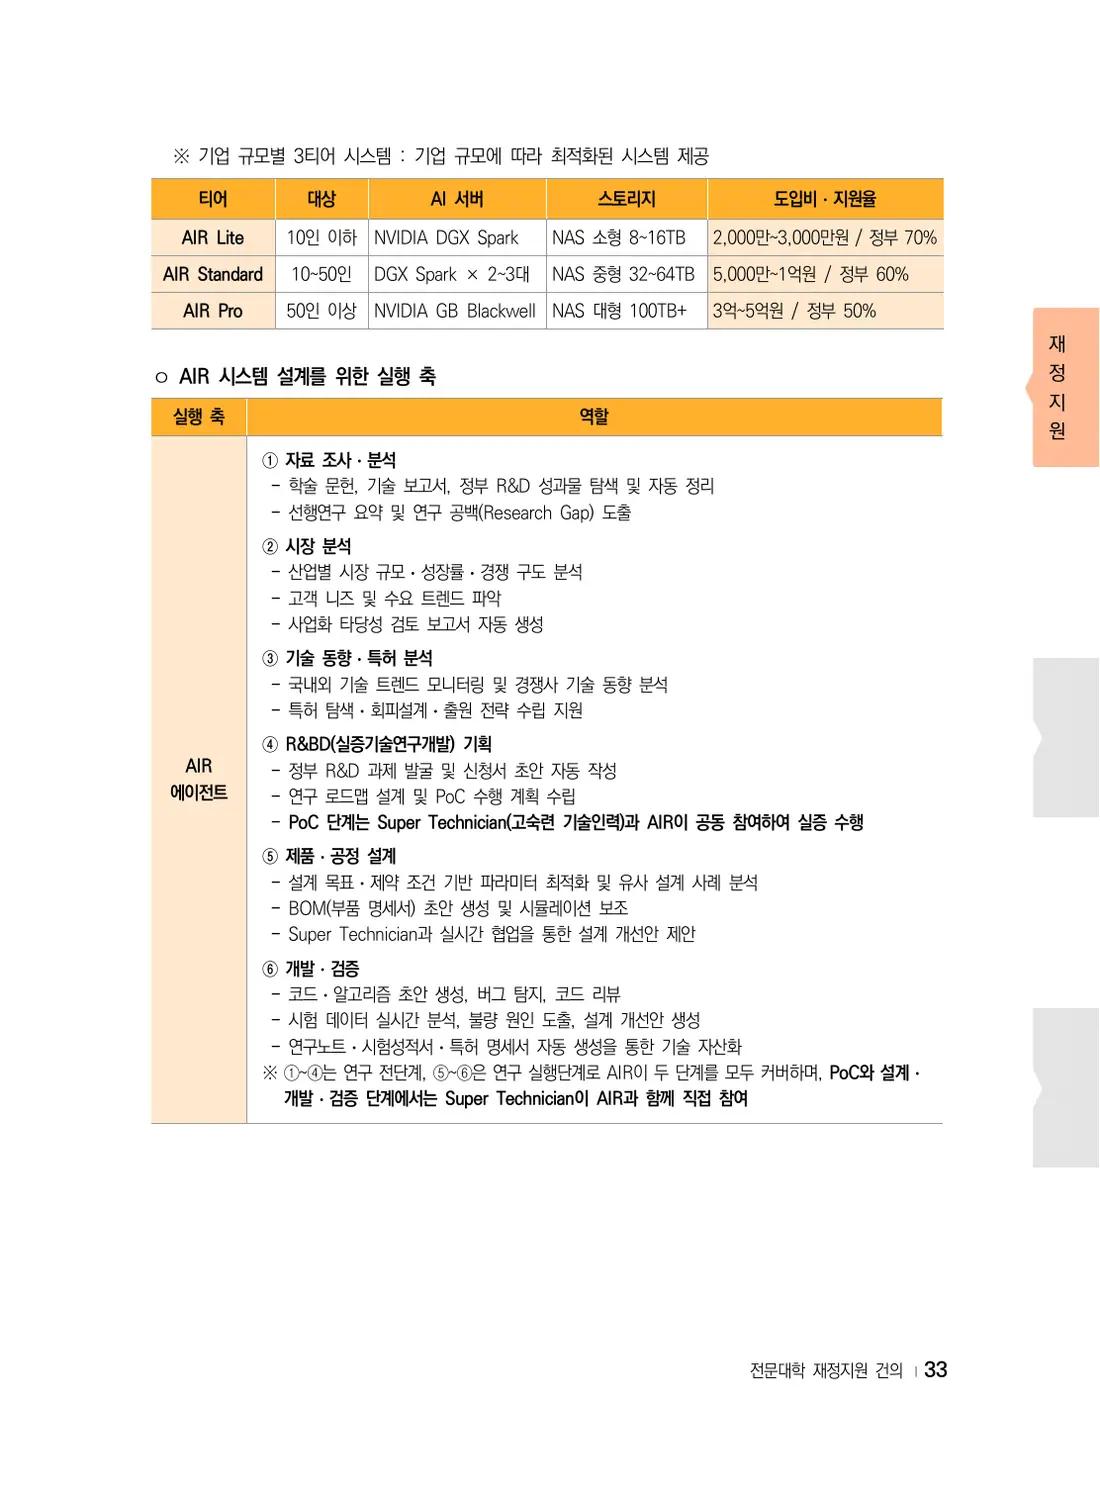 ※ 기업 규모별 3티어 시스템 : 기업 규모에 따라 최적화된 시스템 제공
티어 대상 AI 서버 스토리지 도입비·지원율
AIR Lite 10인 이하 NVIDIA DGX Spark NAS 소형 8~16TB 2,000만~3,000만원 / 정부 70%
AIR Standard 10~50인 DGX Spark × 2~3대 NAS 중형 32~64TB 5,000만~1억원 / 정부 60%
AIR Pro 50인 이상 NVIDIA GB Blackwell NAS 대형 100TB+ 3억~5억원 / 정부 50%
재
정
지
원
○ AIR 시스템 설계를 위한 실행 축
실행 축 역할
AIR
에이전트
① 자료 조사·분석
- 학술 문헌, 기술 보고서, 정부 R&D 성과물 탐색 및 자동 정리
- 선행연구 요약 및 연구 공백(Research Gap) 도출
② 시장 분석
- 산업별 시장 규모·성장률·경쟁 구도 분석
- 고객 니즈 및 수요 트렌드 파악
- 사업화 타당성 검토 보고서 자동 생성
③ 기술 동향·특허 분석
- 국내외 기술 트렌드 모니터링 및 경쟁사 기술 동향 분석
- 특허 탐색·회피설계·출원 전략 수립 지원
④ R&BD(실증기술연구개발) 기획
- 정부 R&D 과제 발굴 및 신청서 초안 자동 작성
- 연구 로드맵 설계 및 PoC 수행 계획 수립
- PoC 단계는 Super Technician(고숙련 기술인력)과 AIR이 공동 참여하여 실증 수행
⑤ 제품·공정 설계
- 설계 목표·제약 조건 기반 파라미터 최적화 및 유사 설계 사례 분석
- BOM(부품 명세서) 초안 생성 및 시뮬레이션 보조
- Super Technician과 실시간 협업을 통한 설계 개선안 제안
⑥ 개발·검증
- 코드·알고리즘 초안 생성, 버그 탐지, 코드 리뷰
- 시험 데이터 실시간 분석, 불량 원인 도출, 설계 개선안 생성
- 연구노트·시험성적서·특허 명세서 자동 생성을 통한 기술 자산화
※ ①~④는 연구 전단계, ⑤~⑥은 연구 실행단계로 AIR이 두 단계를 모두 커버하며, PoC와 설계·
개발·검증 단계에서는 Super Technician이 AIR과 함께 직접 참여
전문대학 재정지원 건의 | 33